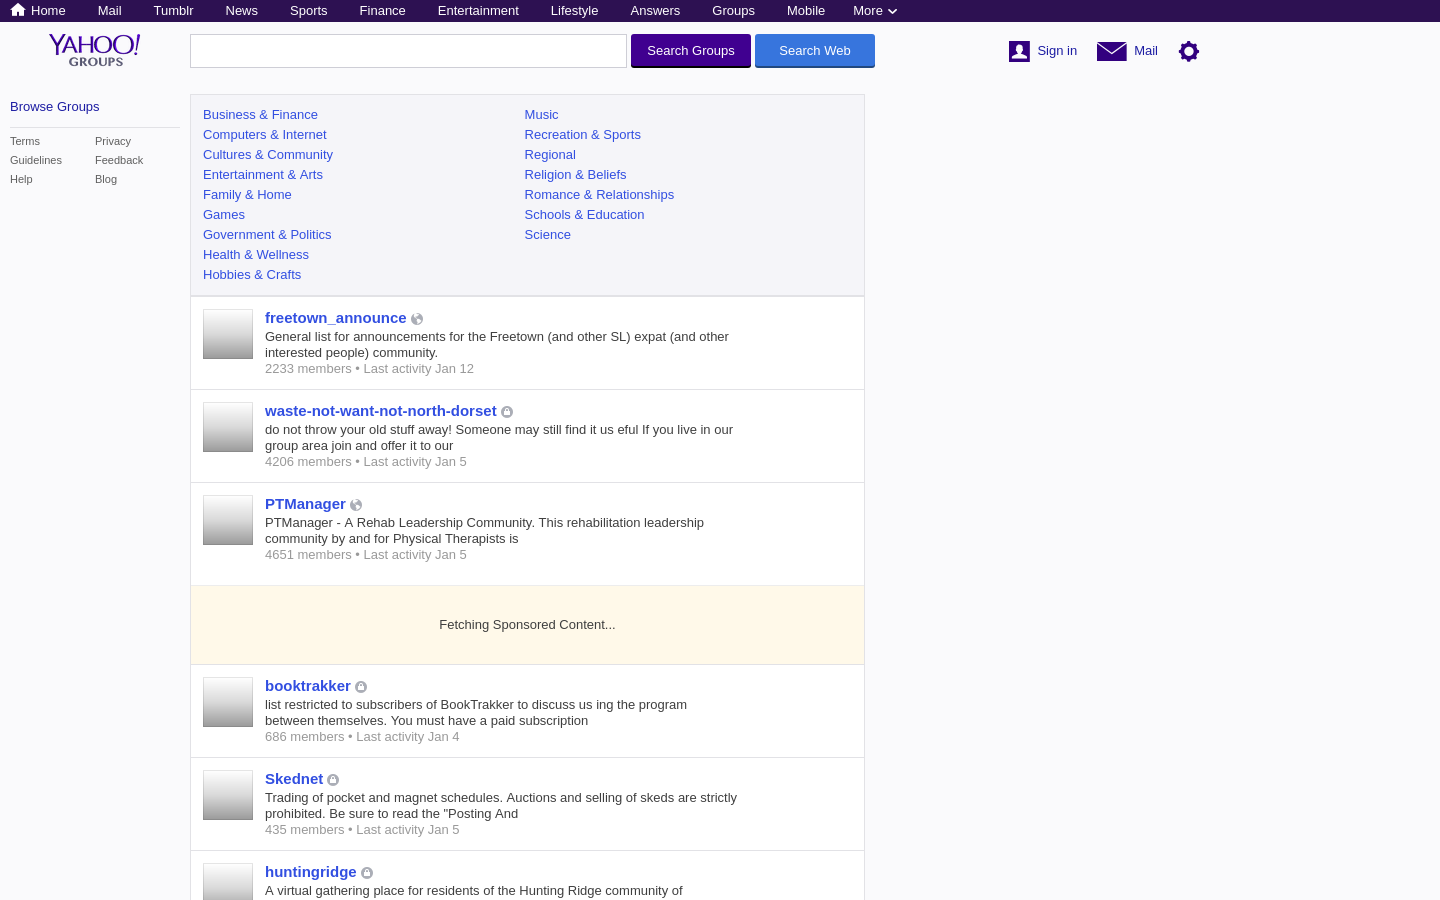 Home Mail Tumblr News Sports Finance Entertainment Lifestyle Answers Groups Mobile More
YAHOO!
GROUPS
Search Groups Search Web Sign in Mail
Browse Groups
Terms Privacy
Guidelines Feedback
Help Blog
Business & Finance
Computers & Internet
Cultures & Community
Entertainment & Arts
Family & Home
Games
Government & Politics
Health & Wellness
Hobbies & Crafts
Music
Recreation & Sports
Regional
Religion & Beliefs
Romance & Relationships
Schools & Education
Science
freetown_announce
General list for announcements for the Freetown (and other SL) expat (and other
interested people) community.
2233 members • Last activity Jan 12
waste-not-want-not-north-dorset
do not throw your old stuff away! Someone may still find it us eful If you live in our
group area join and offer it to our
4206 members • Last activity Jan 5
PTManager
PTManager - A Rehab Leadership Community. This rehabilitation leadership
community by and for Physical Therapists is
4651 members • Last activity Jan 5
Fetching Sponsored Content...
booktrakker
list restricted to subscribers of BookTrakker to discuss us ing the program
between themselves. You must have a paid subscription
686 members • Last activity Jan 4
Skednet
Trading of pocket and magnet schedules. Auctions and selling of skeds are strictly
prohibited. Be sure to read the "Posting And
435 members • Last activity Jan 5
huntingridge
A virtual gathering place for residents of the Hunting Ridge community of